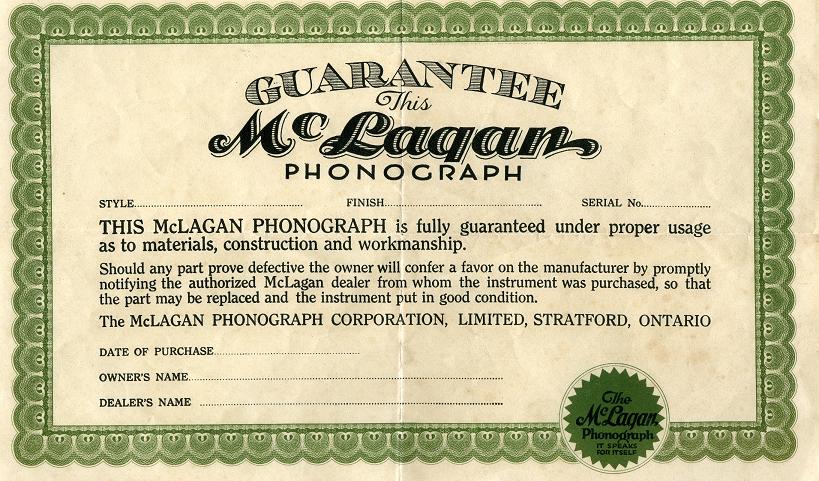 GUARANTEE
This
McLagan
PHONOGRAPH
STYLE.................... FINISH.................... SERIAL No....................
THIS McLAGAN PHONOGRAPH is fully guaranteed under proper usage
as to materials, construction and workmanship.
Should any part prove defective the owner will confer a favor on the manufacturer by promptly
notifying the authorized McLagan dealer from whom the instrument was purchased, so that
the part may be replaced and the instrument put in good condition.
The McLAGAN PHONOGRAPH CORPORATION, LIMITED, STRATFORD, ONTARIO
DATE OF PURCHASE....................
OWNER'S NAME....................
DEALER'S NAME ....................
The
McLagan
Phonograph
IT SPEAKS
FOR ITSELF